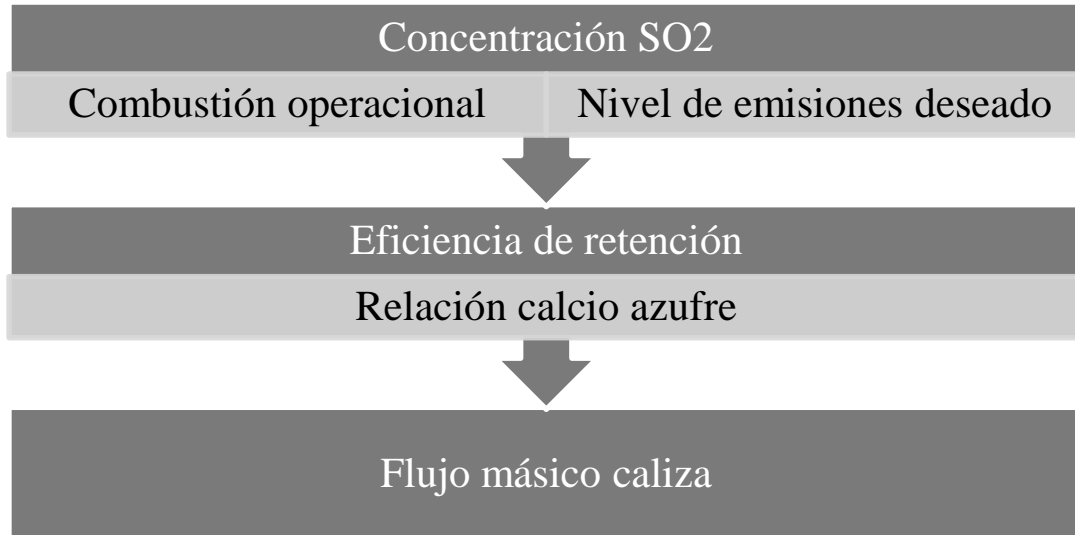 Concentración SO2
Combustión operacional
Nivel de emisiones deseado
Eficiencia de retención
Relación calcio azufre
Flujo másico caliza